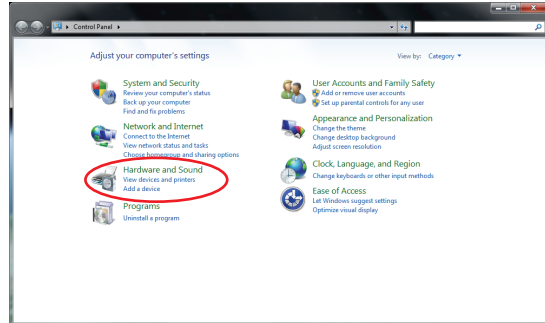 Control Panel
Adjust your computer's settings
View by: Category
System and Security
Review your computer's status
Back up your computer
Find and fix problems
Network and Internet
Connect to the Internet
View network status and tasks
Choose homegroup and sharing options
Hardware and Sound
View devices and printers
Add a device
Programs
Uninstall a program
User Accounts and Family Safety
Add or remove user accounts
Set up parental controls for any user
Appearance and Personalization
Change the theme
Change desktop background
Adjust screen resolution
Clock, Language, and Region
Change keyboards or other input methods
Ease of Access
Let Windows suggest settings
Optimize visual display